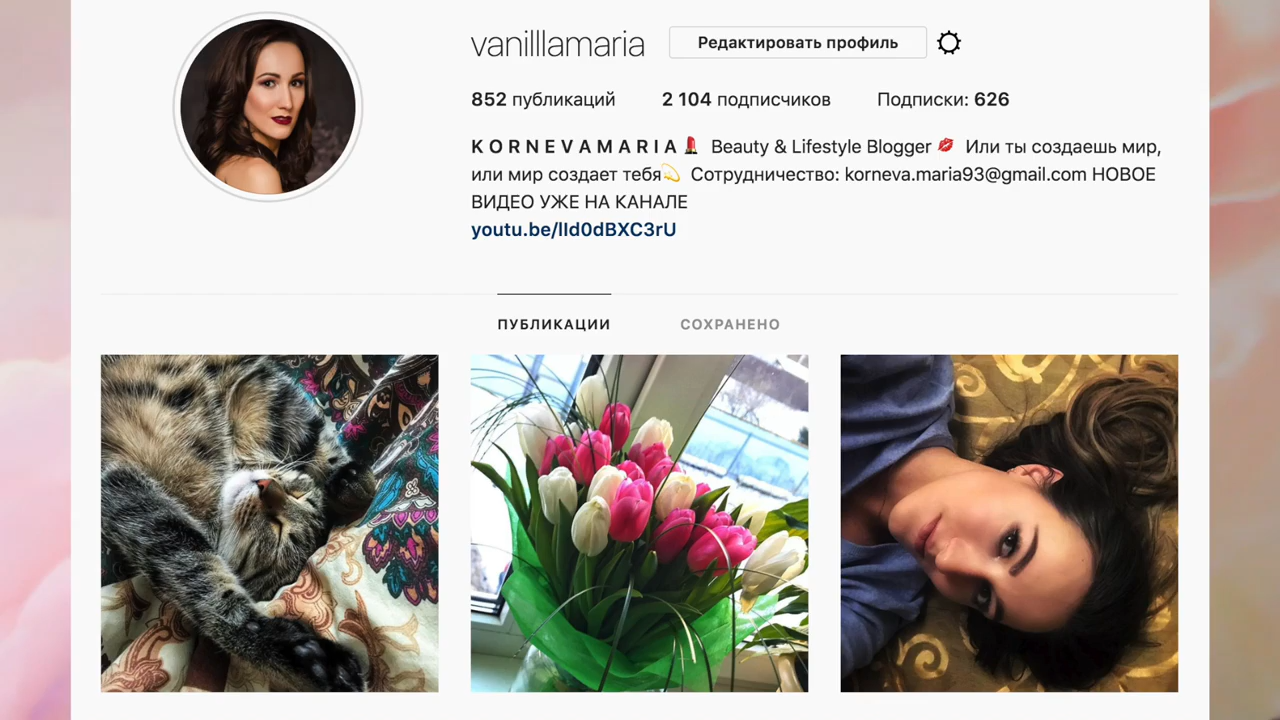 vanilllamaria Редактировать профиль
852 публикаций 2 104 подписчиков Подписки: 626
K O R N E V A M A R I A💄 Beauty & Lifestyle Blogger 💋 Или ты создаешь мир,
или мир создает тебя💫 Сотрудничество: korneva.maria93@gmail.com НОВОЕ
ВИДЕО УЖЕ НА КАНАЛЕ
youtu.be/lId0dBXC3rU
ПУБЛИКАЦИИ СОХРАНЕНО